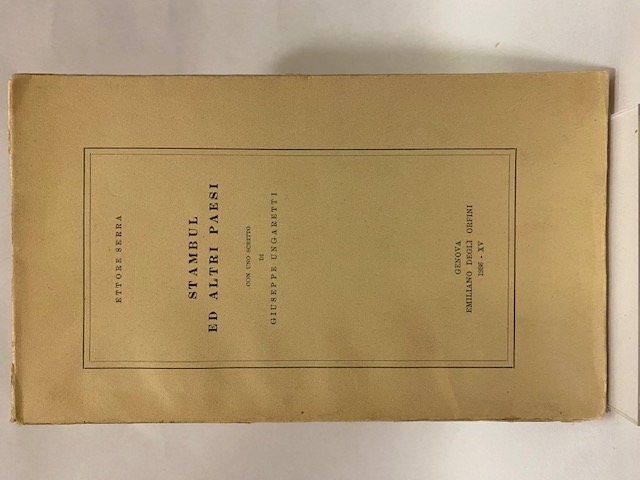 ETTORE SERRA
STAMBUL
ED ALTRI PAESI
CON UNO SCRITTO
DI
GIUSEPPE UNGARETTI
GENOVA
EMILIANO DEGLI ORFINI
1936 - XV